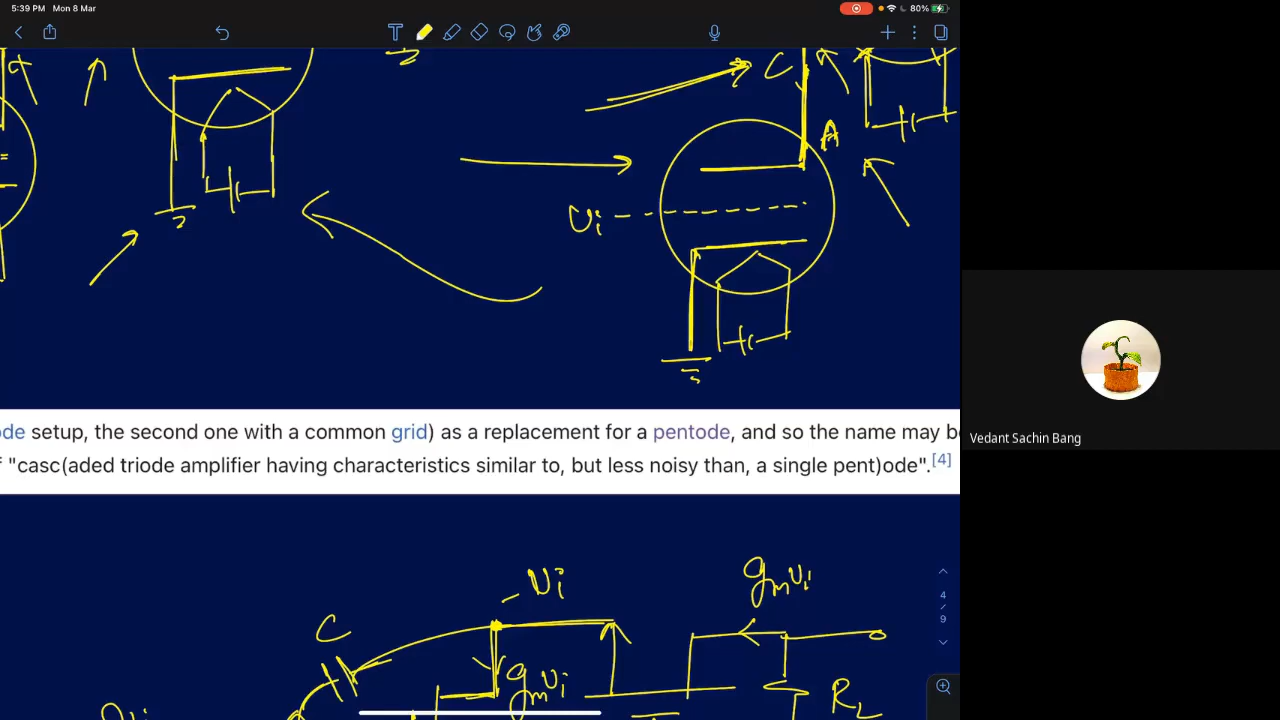 5:39 PM Mon 8 Mar
80%
T
C
A
Vi
ode setup, the second one with a common grid) as a replacement for a pentode, and so the name may be
"casc(aded triode amplifier having characteristics similar to, but less noisy than, a single pent)ode".[4]
gmvi
-Vi
C
gmvi
RL
4
/
9
Vedant Sachin Bang